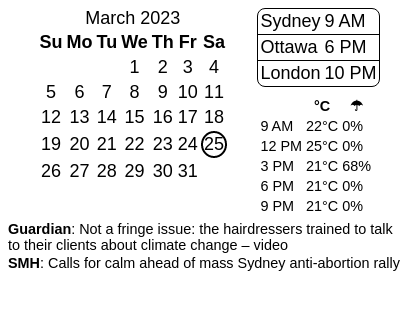 March 2023
Su Mo Tu We Th Fr Sa
1 2 3 4
5 6 7 8 9 10 11
12 13 14 15 16 17 18
19 20 21 22 23 24 25
26 27 28 29 30 31
Sydney 9 AM
Ottawa 6 PM
London 10 PM
°C ☂
9 AM 22°C 0%
12 PM 25°C 0%
3 PM 21°C 68%
6 PM 21°C 0%
9 PM 21°C 0%
Guardian: Not a fringe issue: the hairdressers trained to talk
to their clients about climate change – video
SMH: Calls for calm ahead of mass Sydney anti-abortion rally